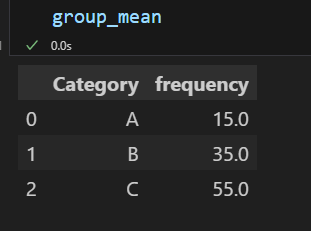 group_mean
0.0s
Category frequency
0 A 15.0
1 B 35.0
2 C 55.0